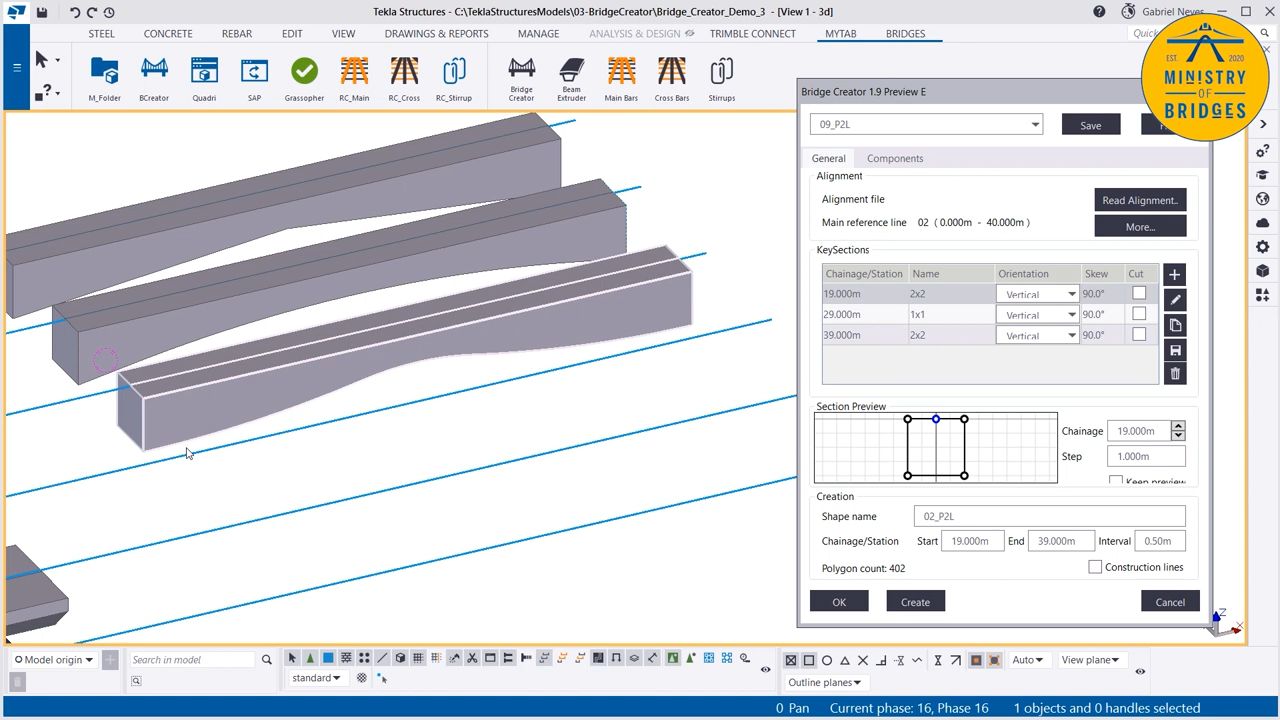 Tekla Structures - C:\TeklaStructuresModels\03-BridgeCreator\Bridge_Creator_Demo_3 - [View 1 - 3d]
Gabriel Neves
STEEL CONCRETE REBAR EDIT VIEW DRAWINGS & REPORTS MANAGE ANALYSIS & DESIGN TRIMBLE CONNECT MYTAB BRIDGES
M_Folder BCreator Quadri SAP Grassopher RC_Main RC_Cross RC_Stirrup Bridge Creator Beam Extruder Main Bars Cross Bars Stirrups
EST. 2020
MINISTRY
OF
BRIDGES
Bridge Creator 1.9 Preview E
09_P2L
Save
General Components
Alignment
Alignment file
Read Alignment..
Main reference line 02 ( 0.000m - 40.000m )
More...
KeySections
Chainage/Station Name Orientation Skew Cut
19.000m 2x2 Vertical 90.0°
29.000m 1x1 Vertical 90.0°
39.000m 2x2 Vertical 90.0°
Section Preview
Chainage 19.000m
Step 1.000m
Keep preview
Creation
Shape name 02_P2L
Chainage/Station Start 19.000m End 39.000m Interval 0.50m
Polygon count: 402
Construction lines
OK Create Cancel
Z
Model origin
Search in model
standard
Auto
View plane
Outline planes
0 Pan Current phase: 16, Phase 16 1 objects and 0 handles selected